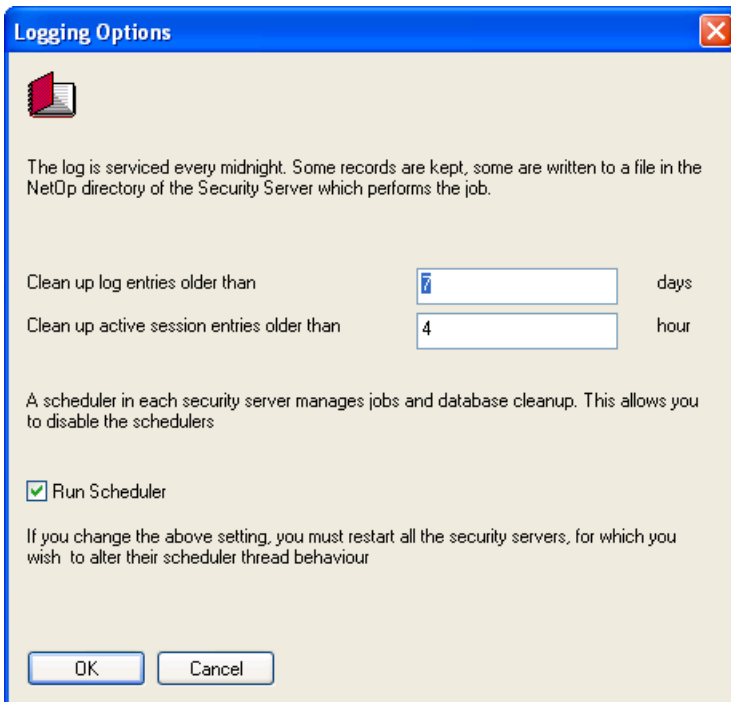 Logging Options
The log is serviced every midnight. Some records are kept, some are written to a file in the
NetOp directory of the Security Server which performs the job.
Clean up log entries older than 7 days
Clean up active session entries older than 4 hour
A scheduler in each security server manages jobs and database cleanup. This allows you
to disable the schedulers
Run Scheduler
If you change the above setting, you must restart all the security servers, for which you
wish  to alter their scheduler thread behaviour
OK Cancel